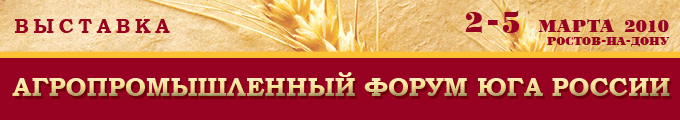 ВЫСТАВКА
2-5 МАРТА 2010
РОСТОВ-НА-ДОНУ
АГРОПРОМЫШЛЕННЫЙ ФОРУМ ЮГА РОССИИ